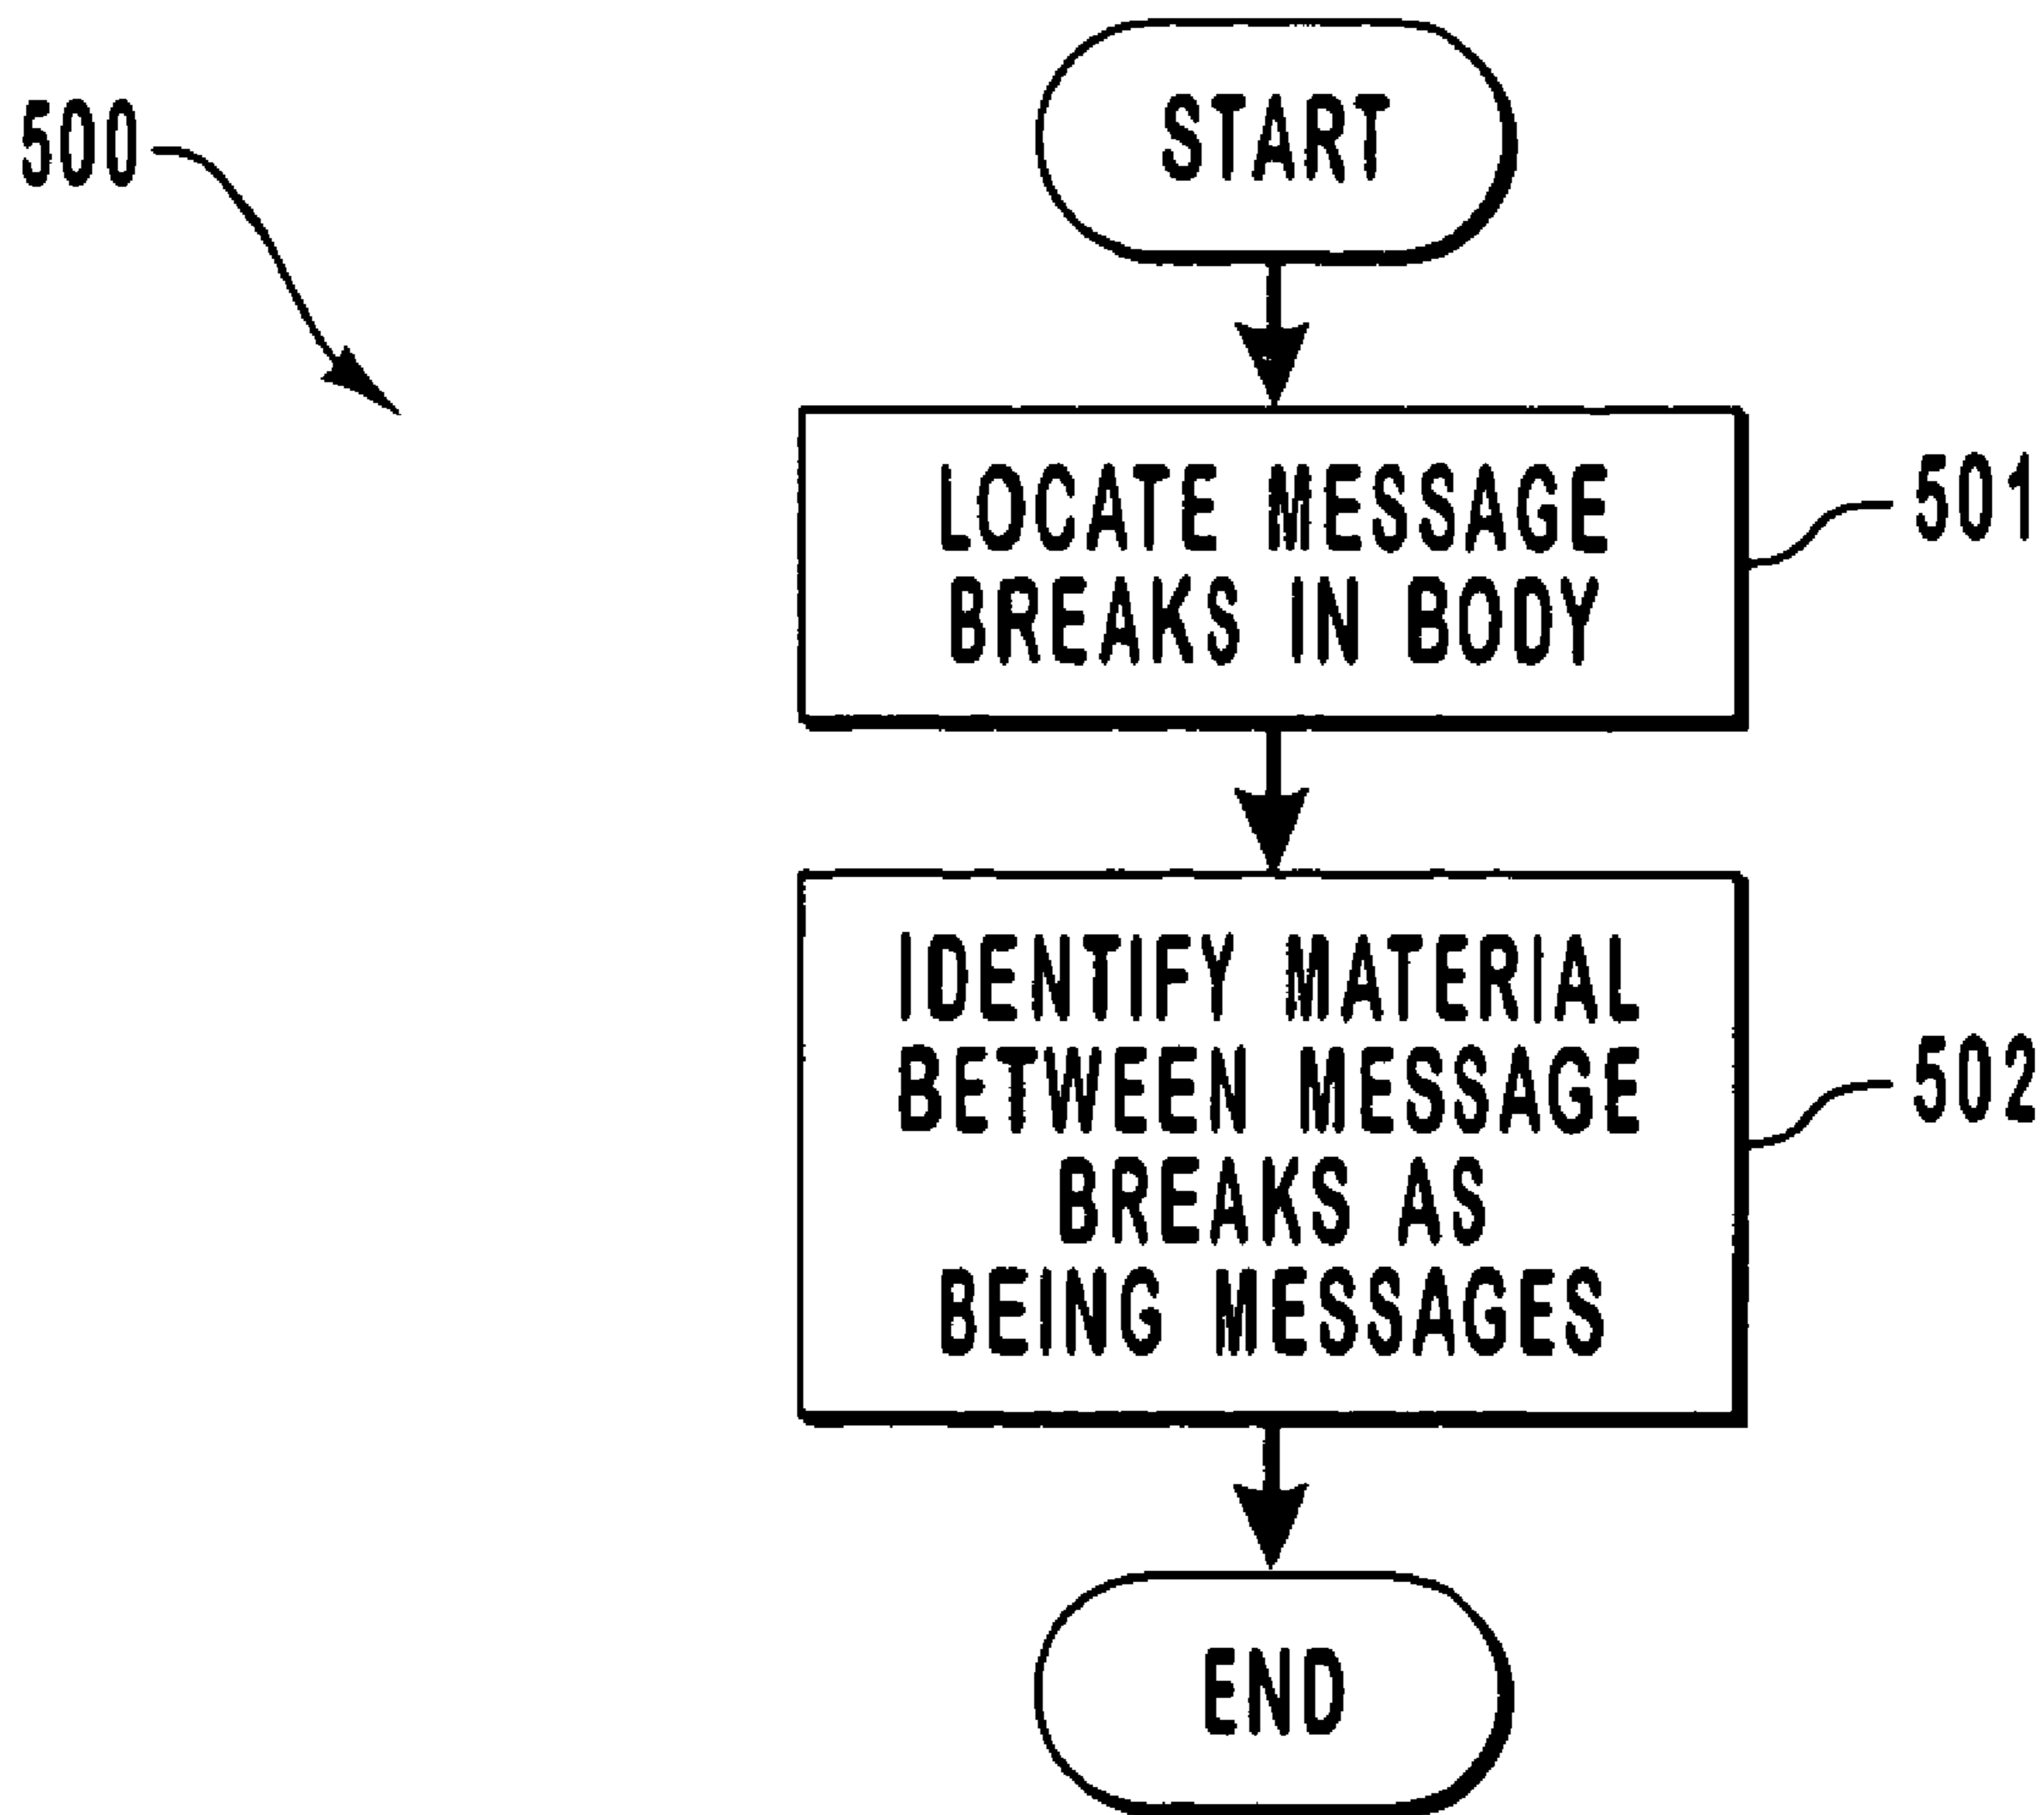 500
START
LOCATE MESSAGE
BREAKS IN BODY
501
IDENTIFY MATERIAL
BETWEEN MESSAGE
BREAKS AS
BEING MESSAGES
502
END